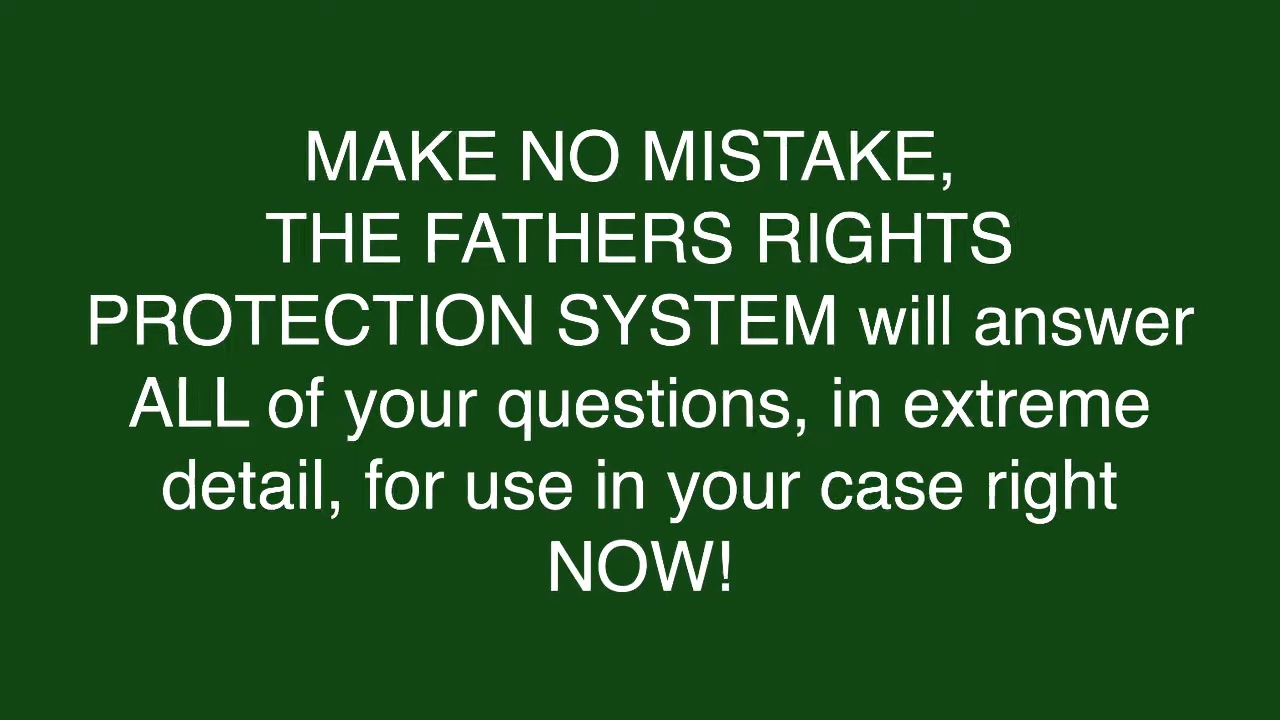 MAKE NO MISTAKE,
THE FATHERS RIGHTS
PROTECTION SYSTEM will answer
ALL of your questions, in extreme
detail, for use in your case right
NOW!